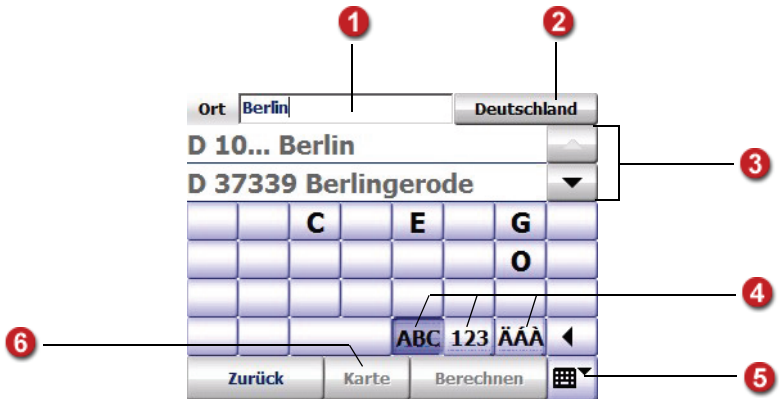 1 2
Ort Berlin Deutschland
D 10... Berlin
3
D 37339 Berlingerode
C E G
O
4
ABC 123 ÄÁÀ
6
Zurück Karte Berechnen
5